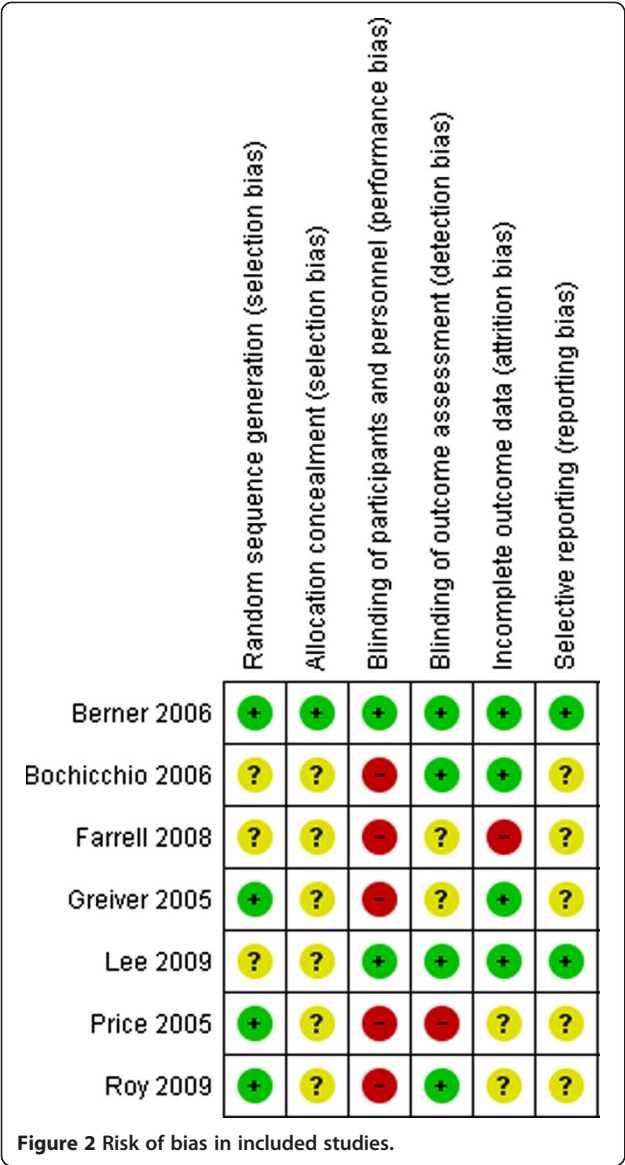 Random sequence generation (selection bias)
Allocation concealment (selection bias)
Blinding of participants and personnel (performance bias)
Blinding of outcome assessment (detection bias)
Incomplete outcome data (attrition bias)
Selective reporting (reporting bias)
Berner 2006 + + + + + +
Bochicchio 2006 ? ? - + + ?
Farrell 2008 ? ? - ? - ?
Greiver 2005 + ? - ? + ?
Lee 2009 ? ? + + + +
Price 2005 + ? - - ? ?
Roy 2009 + ? - + ? ?
Figure 2 Risk of bias in included studies.